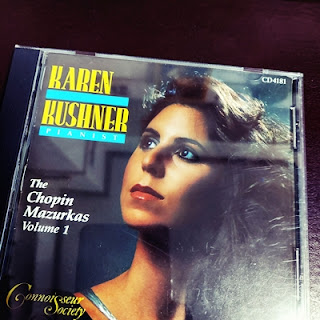 KAREN
CD4181
KUSHNER
PIANIST
The
Chopin
Mazurkas
Volume 1
Connoisseur
Society